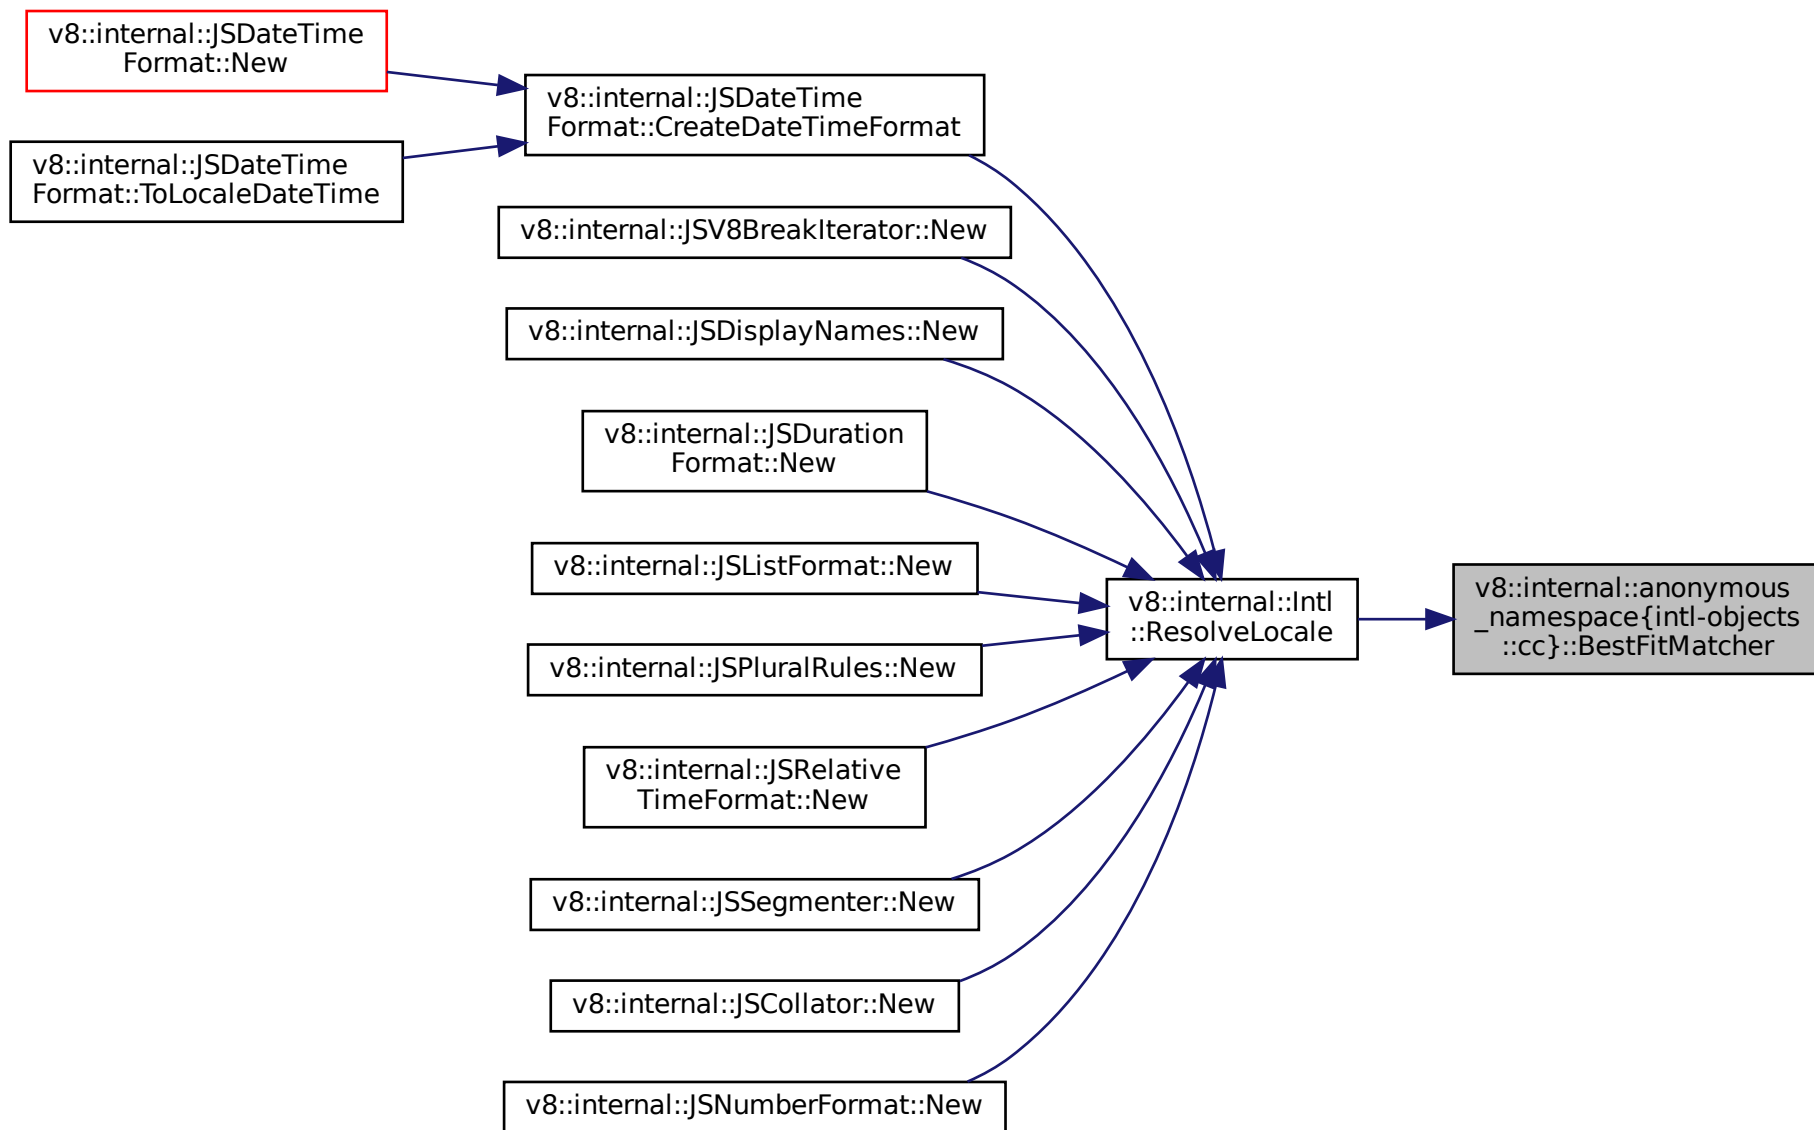 v8::internal::JSDateTime
Format::New
v8::internal::JSDateTime
Format::ToLocaleDateTime
v8::internal::JSDateTime
Format::CreateDateTimeFormat
v8::internal::JSV8BreakIterator::New
v8::internal::JSDisplayNames::New
v8::internal::JSDuration
Format::New
v8::internal::JSListFormat::New
v8::internal::JSPluralRules::New
v8::internal::JSRelative
TimeFormat::New
v8::internal::JSSegmenter::New
v8::internal::JSCollator::New
v8::internal::JSNumberFormat::New
v8::internal::Intl
::ResolveLocale
v8::internal::anonymous
_namespace{intl-objects
::cc}::BestFitMatcher